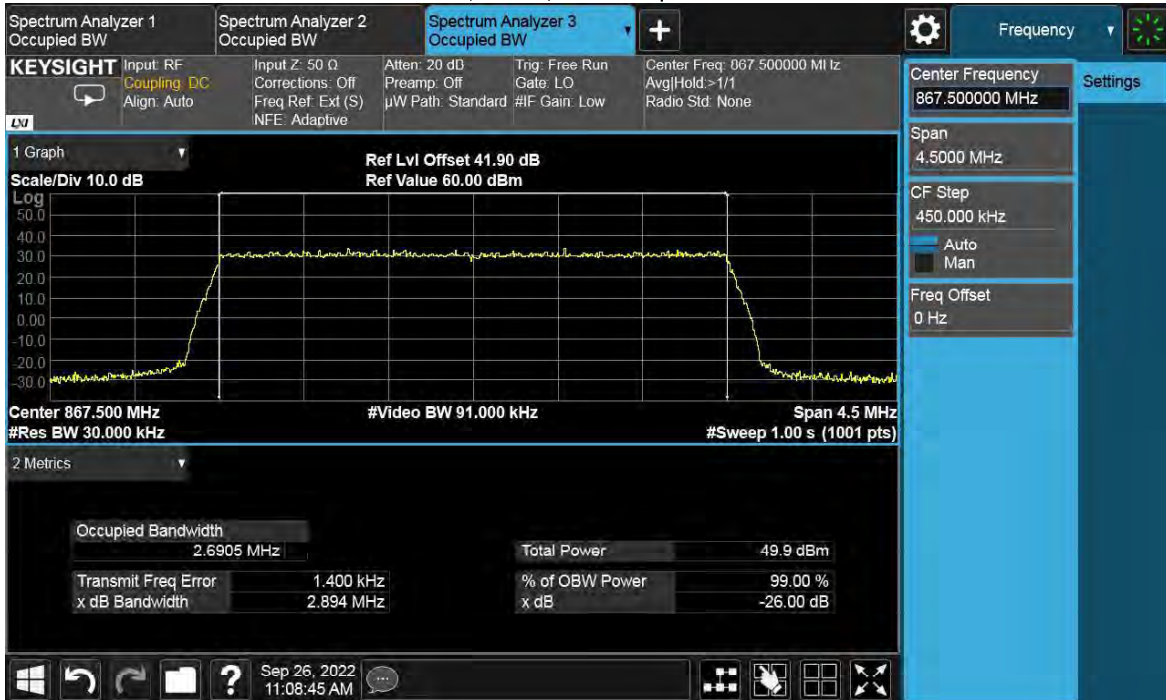 Spectrum Analyzer 1
Occupied BW
Spectrum Analyzer 2
Occupied BW
Spectrum Analyzer 3
Occupied BW
+
Frequency
KEYSIGHT
LXI
Input: RF
Coupling: DC
Align: Auto
Input Z: 50 Ω
Corrections: Off
Freq Ref: Ext (S)
NFE: Adaptive
Atten: 20 dB
Preamp: Off
µW Path: Standard
Trig: Free Run
Gate: LO
#IF Gain: Low
Center Freq: 867.500000 MHz
Avg|Hold:>1/1
Radio Std: None
Center Frequency
867.500000 MHz
Settings
Span
4.5000 MHz
CF Step
450.000 kHz
Auto
Man
Freq Offset
0 Hz
1 Graph
Scale/Div 10.0 dB
Ref Lvl Offset 41.90 dB
Ref Value 60.00 dBm
Log
50.0
40.0
30.0
20.0
10.0
0.00
-10.0
-20.0
-30.0
Center 867.500 MHz
#Video BW 91.000 kHz
Span 4.5 MHz
#Res BW 30.000 kHz
#Sweep 1.00 s (1001 pts)
2 Metrics
Occupied Bandwidth
2.6905 MHz
Total Power 49.9 dBm
Transmit Freq Error 1.400 kHz
% of OBW Power 99.00 %
x dB Bandwidth 2.894 MHz
x dB -26.00 dB
?
Sep 26, 2022
11:08:45 AM